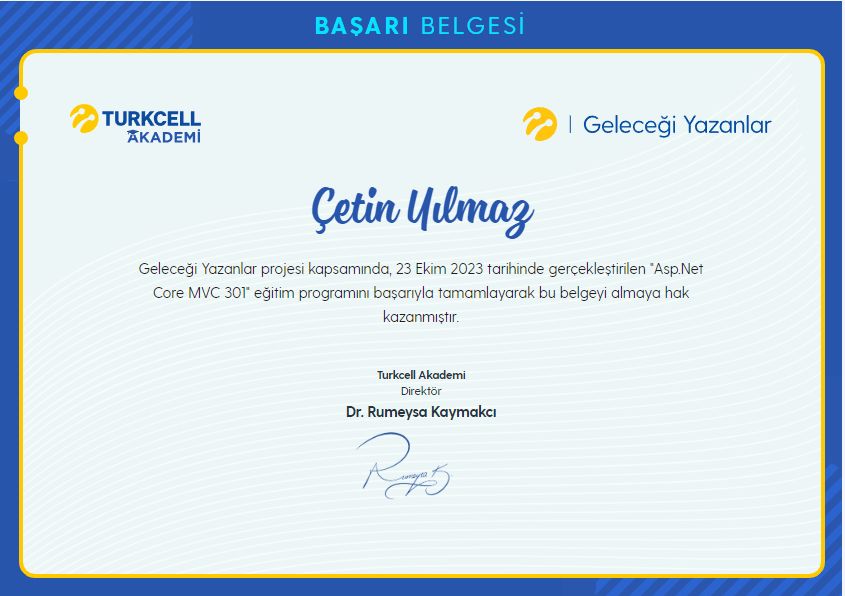 BAŞARI BELGESİ
TURKCELL
AKADEMİ
Geleceği Yazanlar
Çetin Yılmaz
Geleceği Yazanlar projesi kapsamında, 23 Ekim 2023 tarihinde gerçekleştirilen "Asp.Net
Core MVC 301" eğitim programını başarıyla tamamlayarak bu belgeyi almaya hak
kazanmıştır.
Turkcell Akademi
Direktör
Dr. Rumeysa Kaymakcı
Rumeysa K